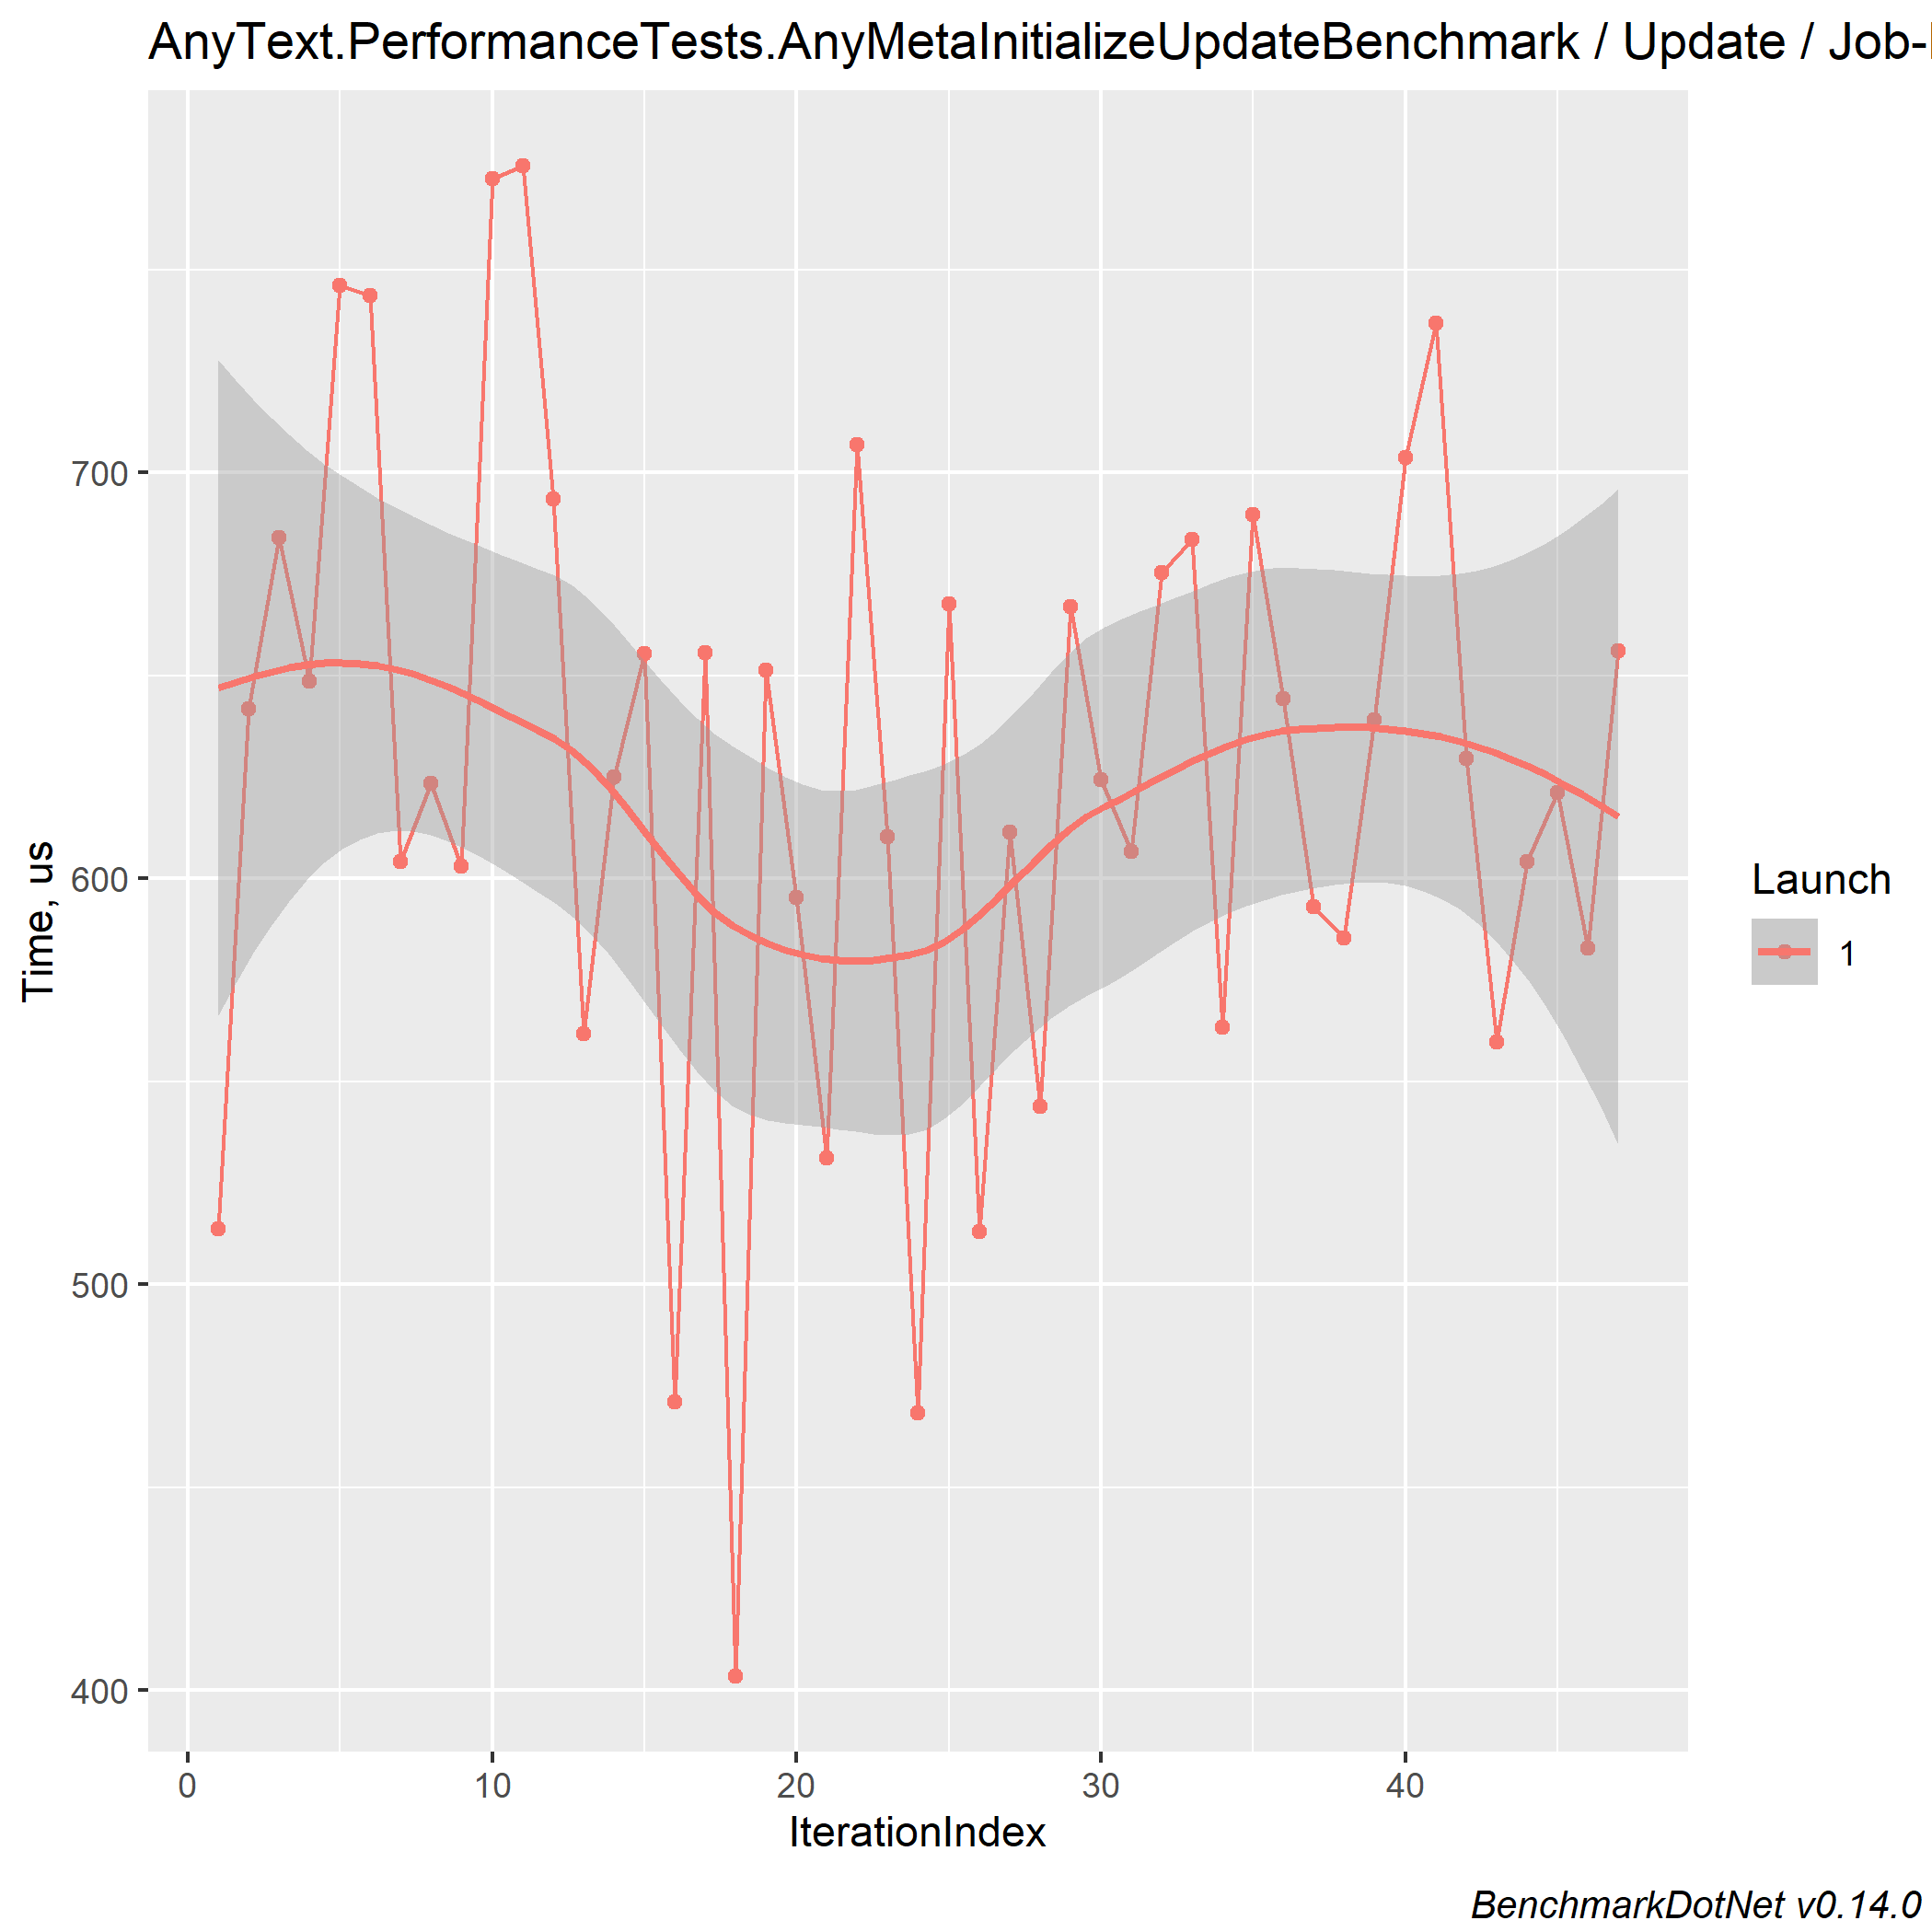 AnyText.PerformanceTests.AnyMetaInitializeUpdateBenchmark / Update / Job-
Time, us
700
600
500
400
0 10 20 30 40
IterationIndex
Launch
1
BenchmarkDotNet v0.14.0